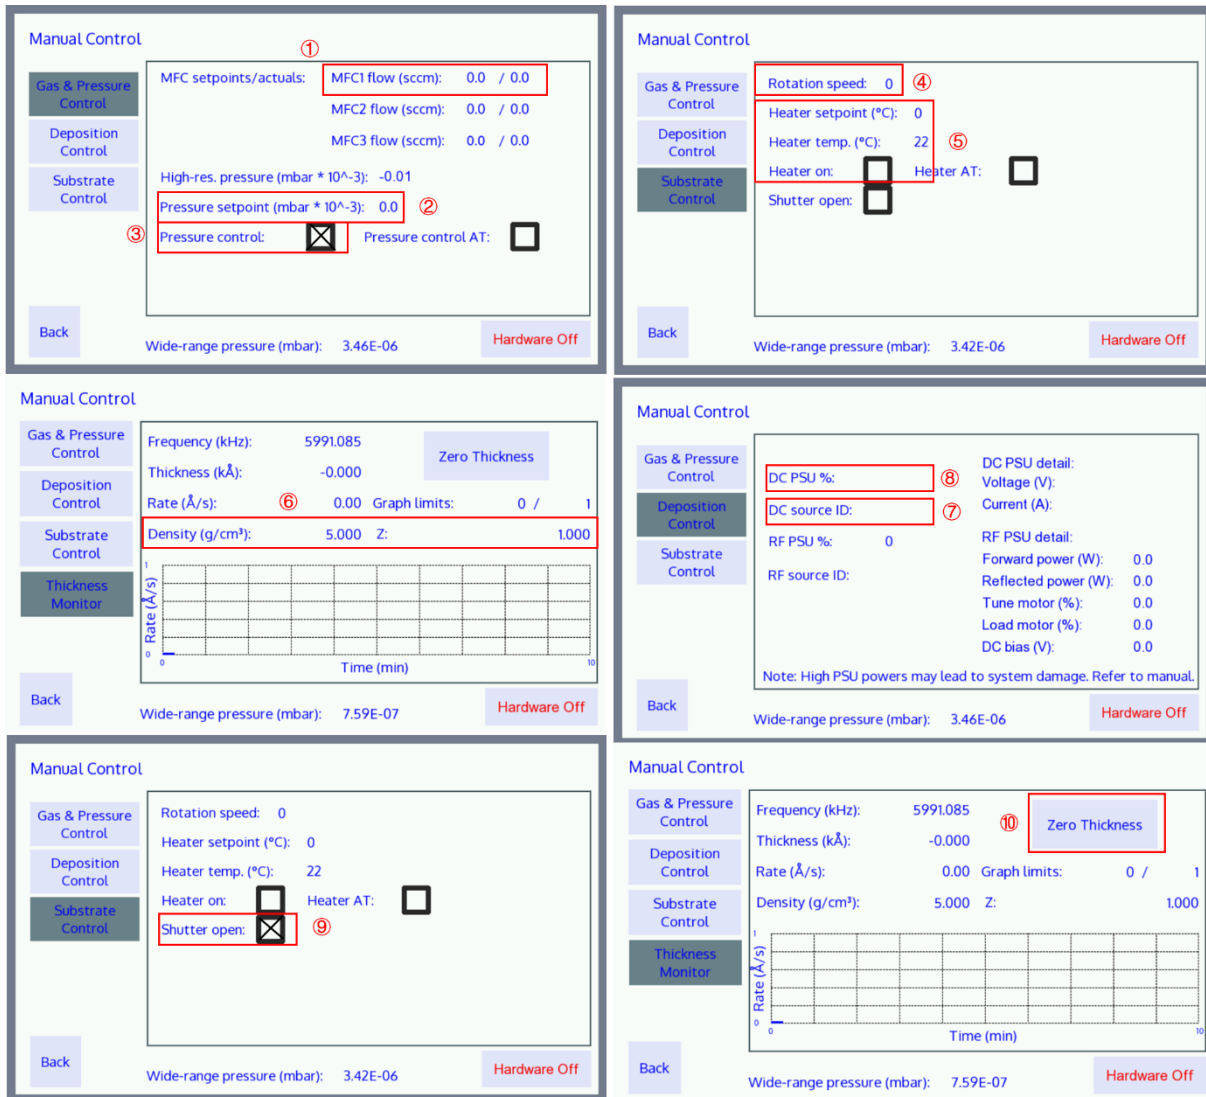 Manual Control
①
Gas & Pressure
Control
Deposition
Control
Substrate
Control
MFC setpoints/actuals: MFC1 flow (sccm): 0.0 / 0.0
MFC2 flow (sccm): 0.0 / 0.0
MFC3 flow (sccm): 0.0 / 0.0
High-res. pressure (mbar * 10^-3): -0.01
Pressure setpoint (mbar * 10^-3): 0.0 ②
③ Pressure control: Pressure control AT:
Back
Wide-range pressure (mbar): 3.46E-06
Hardware Off
Manual Control
Gas & Pressure
Control
Deposition
Control
Substrate
Control
Rotation speed: 0 ④
Heater setpoint (°C): 0
Heater temp. (°C): 22 ⑤
Heater on: Heater AT:
Shutter open:
Back
Wide-range pressure (mbar): 3.42E-06
Hardware Off
Manual Control
Gas & Pressure
Control
Deposition
Control
Substrate
Control
Thickness
Monitor
Frequency (kHz): 5991.085
Zero Thickness
Thickness (kÅ): -0.000
Rate (Å/s): ⑥ 0.00 Graph limits: 0 / 1
Density (g/cm³): 5.000 Z: 1.000
1
Rate (Å/s)
0
0 10
Time (min)
Back
Wide-range pressure (mbar): 7.59E-07
Hardware Off
Manual Control
Gas & Pressure
Control
Deposition
Control
Substrate
Control
DC PSU %: ⑧
DC source ID: ⑦
RF PSU %: 0
RF source ID:
DC PSU detail:
Voltage (V):
Current (A):
RF PSU detail:
Forward power (W): 0.0
Reflected power (W): 0.0
Tune motor (%): 0.0
Load motor (%): 0.0
DC bias (V): 0.0
Note: High PSU powers may lead to system damage. Refer to manual.
Back
Wide-range pressure (mbar): 3.46E-06
Hardware Off
Manual Control
Gas & Pressure
Control
Deposition
Control
Substrate
Control
Rotation speed: 0
Heater setpoint (°C): 0
Heater temp. (°C): 22
Heater on: Heater AT:
Shutter open: ⑨
Back
Wide-range pressure (mbar): 3.42E-06
Hardware Off
Manual Control
Gas & Pressure
Control
Deposition
Control
Substrate
Control
Thickness
Monitor
Frequency (kHz): 5991.085 ⑩
Zero Thickness
Thickness (kÅ): -0.000
Rate (Å/s): 0.00 Graph limits: 0 / 1
Density (g/cm³): 5.000 Z: 1.000
1
Rate (Å/s)
0
0 10
Time (min)
Back
Wide-range pressure (mbar): 7.59E-07
Hardware Off